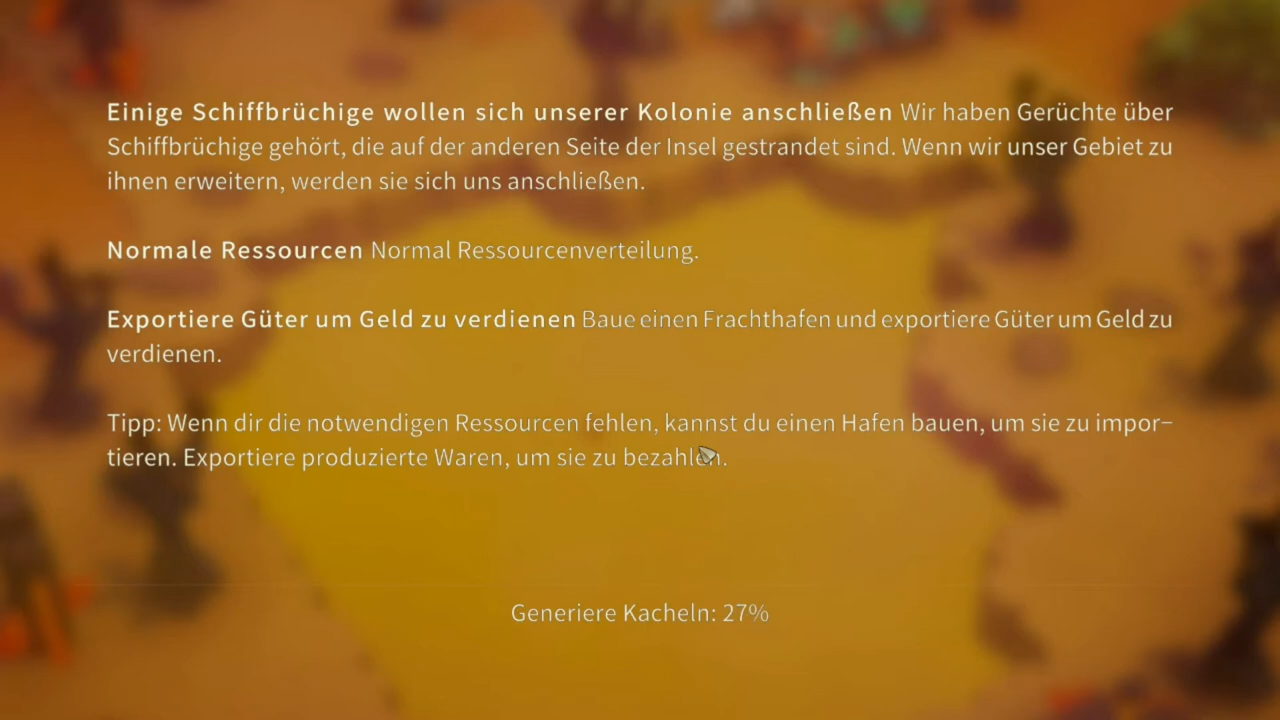 Einige Schiffbrüchige wollen sich unserer Kolonie anschließen Wir haben Gerüchte über
Schiffbrüchige gehört, die auf der anderen Seite der Insel gestrandet sind. Wenn wir unser Gebiet zu
ihnen erweitern, werden sie sich uns anschließen.
Normale Ressourcen Normal Ressourcenverteilung.
Exportiere Güter um Geld zu verdienen Baue einen Frachthafen und exportiere Güter um Geld zu
verdienen.
Tipp: Wenn dir die notwendigen Ressourcen fehlen, kannst du einen Hafen bauen, um sie zu impor-
tieren. Exportiere produzierte Waren, um sie zu bezahlen.
Generiere Kacheln: 27%